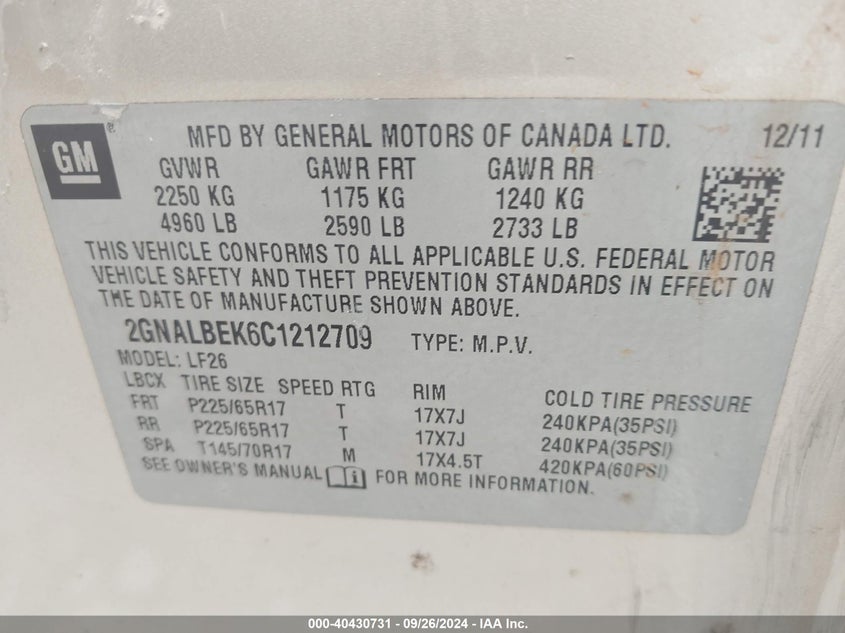 GM ®
MFD BY GENERAL MOTORS OF CANADA LTD. 12/11
GVWR GAWR FRT GAWR RR
2250 KG 1175 KG 1240 KG
4960 LB 2590 LB 2733 LB
THIS VEHICLE CONFORMS TO ALL APPLICABLE U.S. FEDERAL MOTOR
VEHICLE SAFETY AND THEFT PREVENTION STANDARDS IN EFFECT ON
THE DATE OF MANUFACTURE SHOWN ABOVE.
2GNALBEK6C1212709 TYPE: M.P.V.
MODEL: LF26
LBCX TIRE SIZE SPEED RTG RIM COLD TIRE PRESSURE
FRT P225/65R17 T 17X7J 240KPA(35PSI)
RR P225/65R17 T 17X7J 240KPA(35PSI)
SPA T145/70R17 M 17X4.5T 420KPA(60PSI)
SEE OWNER'S MANUAL FOR MORE INFORMATION.
000-40430731 - 09/26/2024 - IAA Inc.